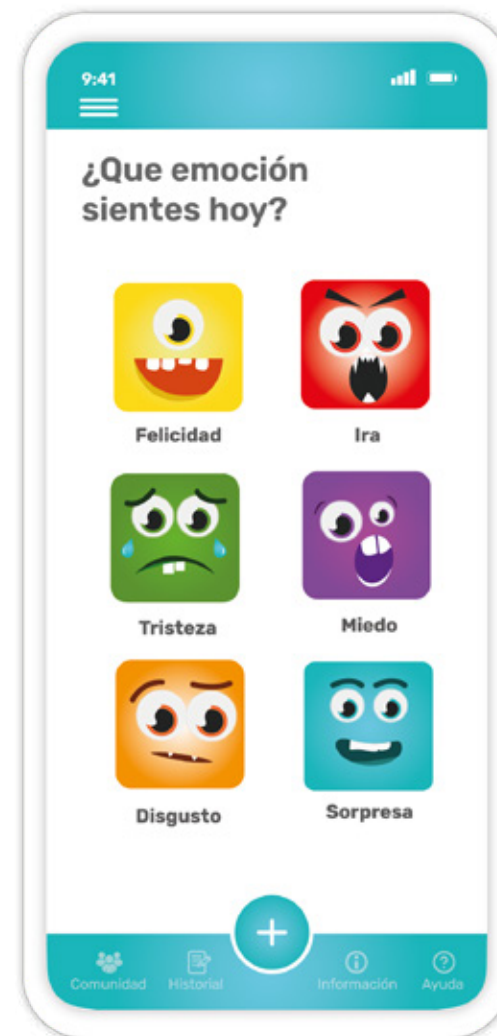 9:41
¿Que emoción
sientes hoy?
Felicidad
Ira
Tristeza
Miedo
Disgusto
Sorpresa
Comunidad
Historial
Información
Ayuda